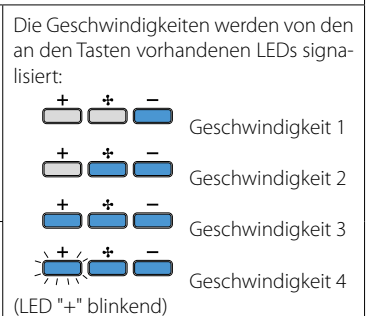 Die Geschwindigkeiten werden von den
an den Tasten vorhandenen LEDs signa-
lisiert:
+ –
Geschwindigkeit 1
+ –
Geschwindigkeit 2
+ –
Geschwindigkeit 3
+ –
Geschwindigkeit 4
(LED "+" blinkend)